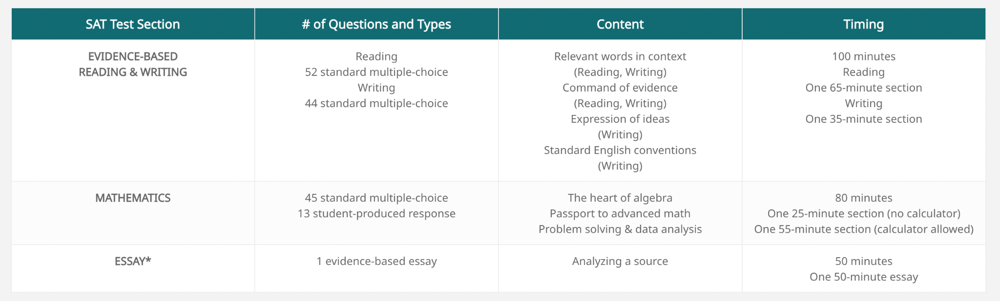 SAT Test Section
# of Questions and Types
Content
Timing
EVIDENCE-BASED
READING & WRITING
Reading
52 standard multiple-choice
Writing
44 standard multiple-choice
Relevant words in context
(Reading, Writing)
Command of evidence
(Reading, Writing)
Expression of ideas
(Writing)
Standard English conventions
(Writing)
100 minutes
Reading
One 65-minute section
Writing
One 35-minute section
MATHEMATICS
45 standard multiple-choice
13 student-produced response
The heart of algebra
Passport to advanced math
Problem solving & data analysis
80 minutes
One 25-minute section (no calculator)
One 55-minute section (calculator allowed)
ESSAY*
1 evidence-based essay
Analyzing a source
50 minutes
One 50-minute essay